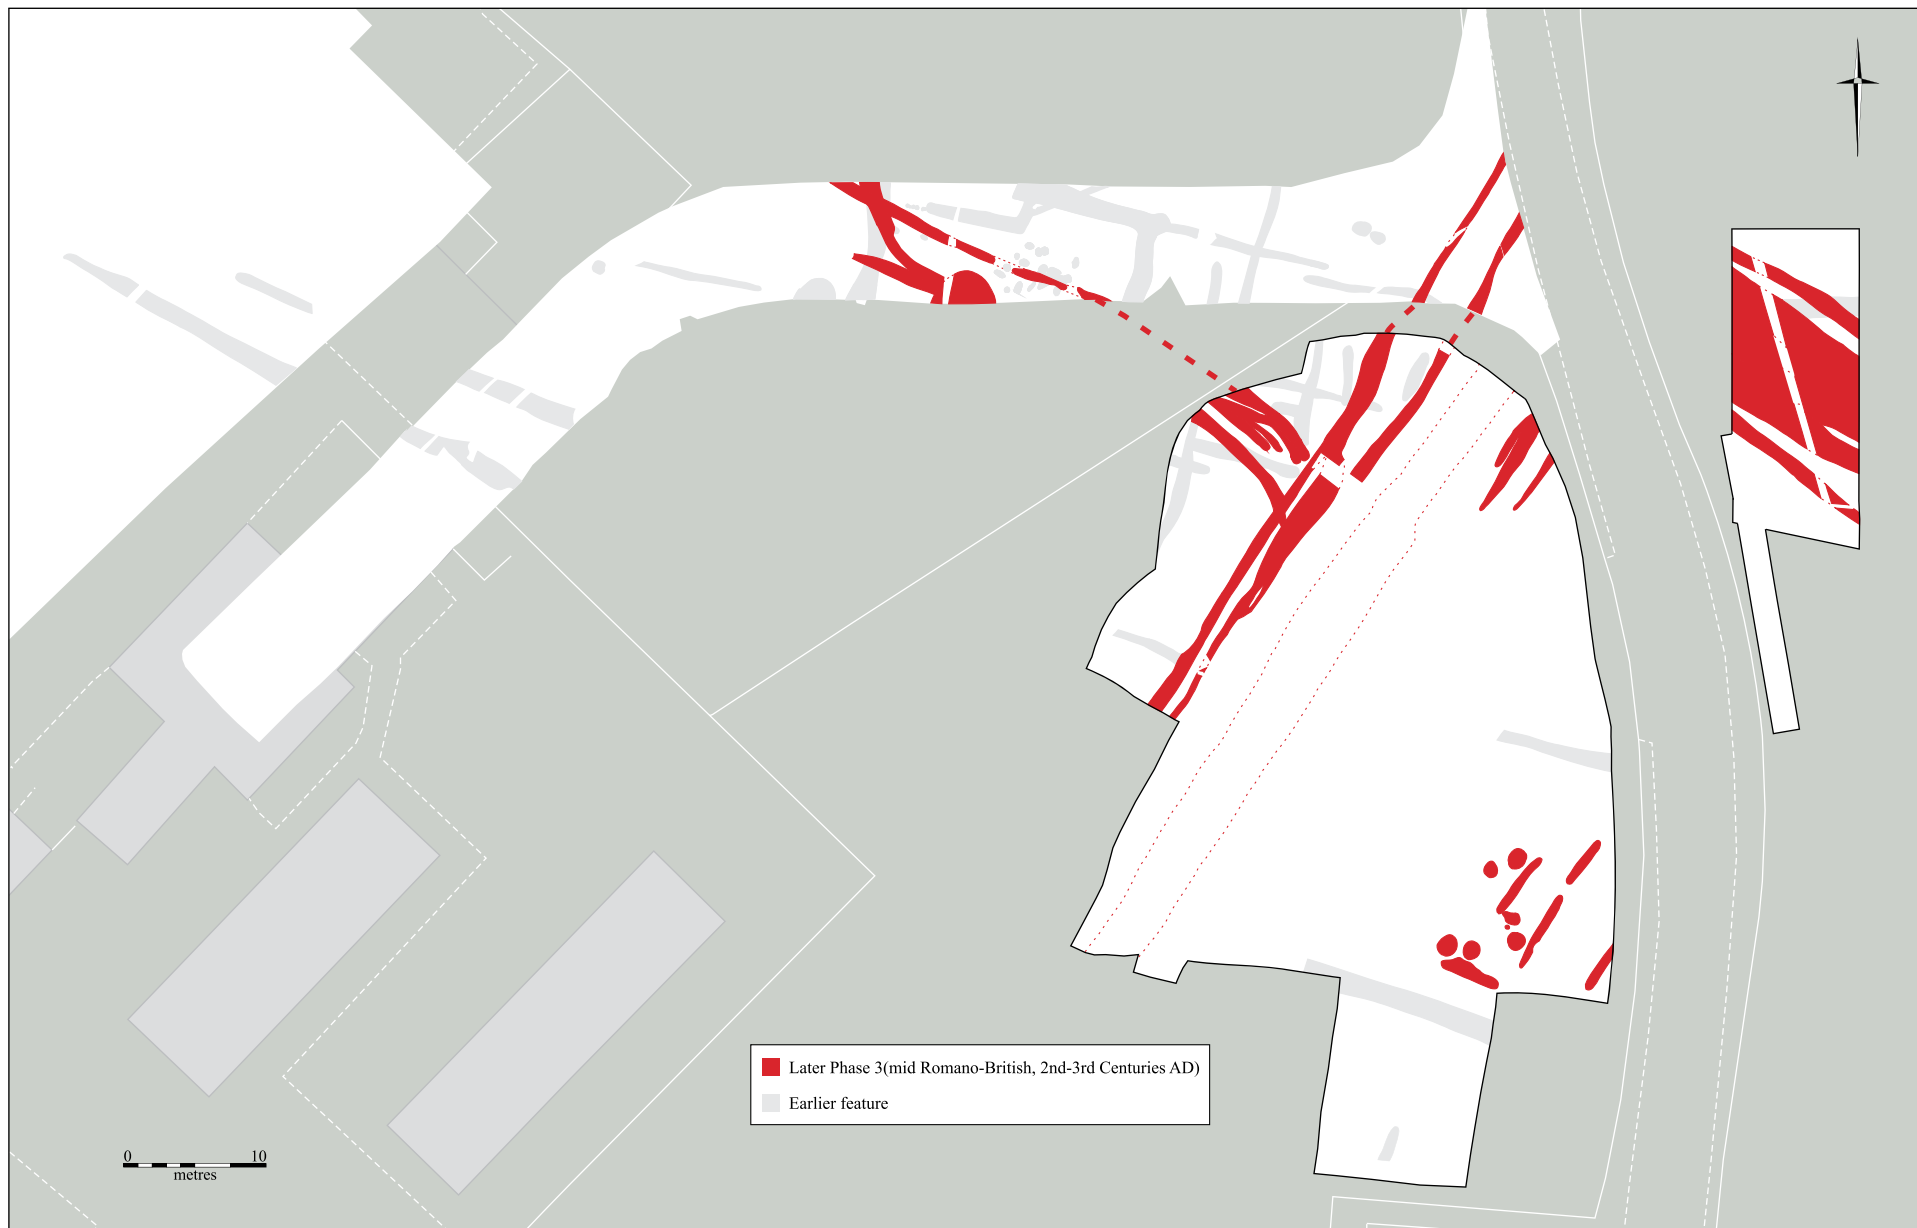 Later Phase 3(mid Romano-British, 2nd-3rd Centuries AD)
Earlier feature
0 10
metres